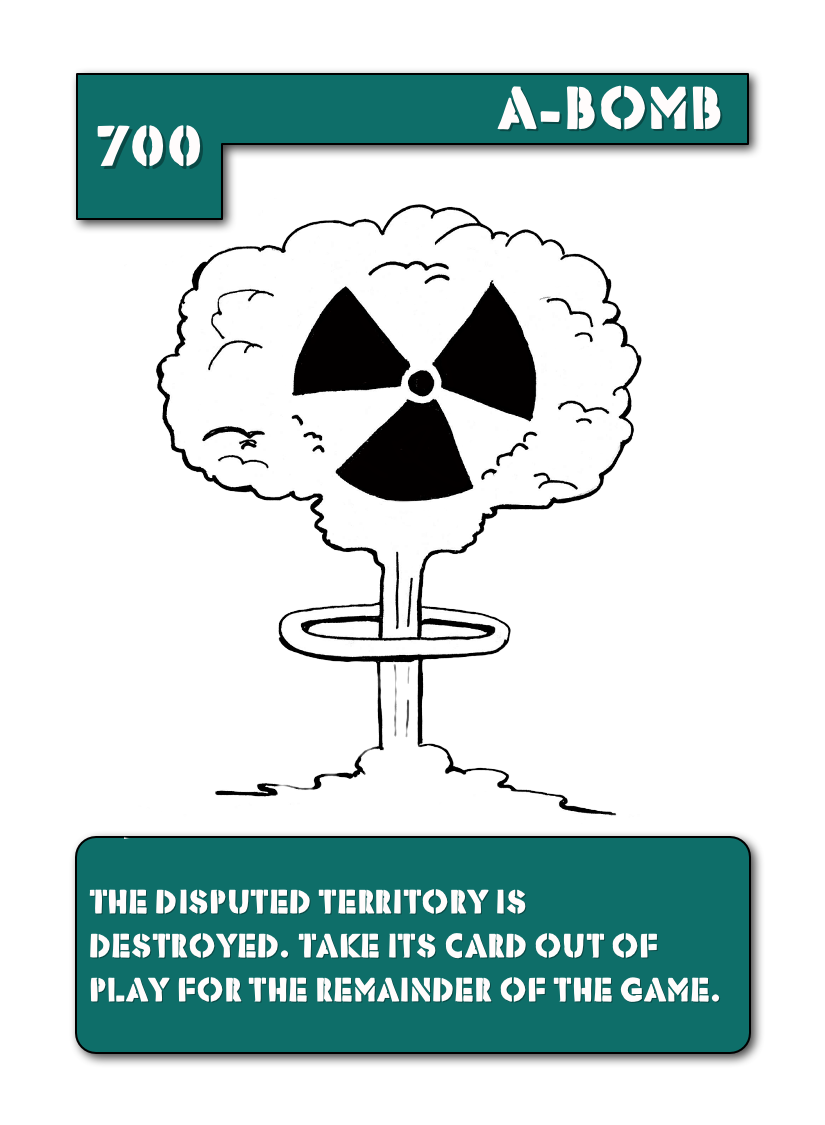 A-BOMB
700
THE DISPUTED TERRITORY IS
DESTROYED. TAKE ITS CARD OUT OF
PLAY FOR THE REMAINDER OF THE GAME.